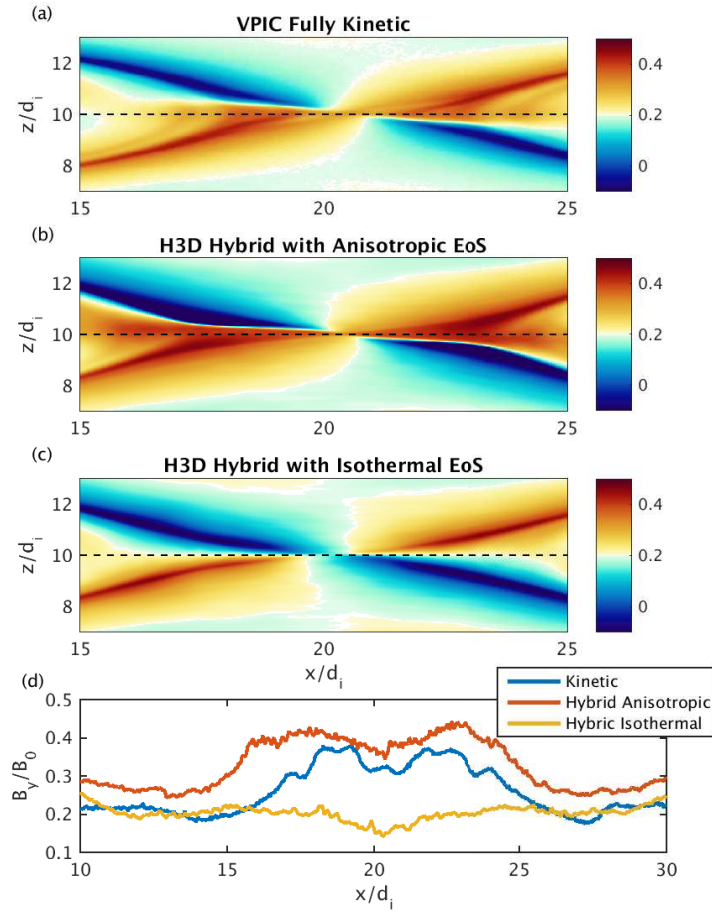 (a)
VPIC Fully Kinetic
z/d_i
12
10
8
15
20
25
0.4
0.2
0
(b)
H3D Hybrid with Anisotropic EoS
z/d_i
12
10
8
15
20
25
0.4
0.2
0
(c)
H3D Hybrid with Isothermal EoS
z/d_i
12
10
8
15
20
25
x/d_i
0.4
0.2
0
(d)
Kinetic
Hybrid Anisotropic
Hybric Isothermal
B_y/B_0
0.5
0.4
0.3
0.2
0.1
10
15
20
25
30
x/d_i